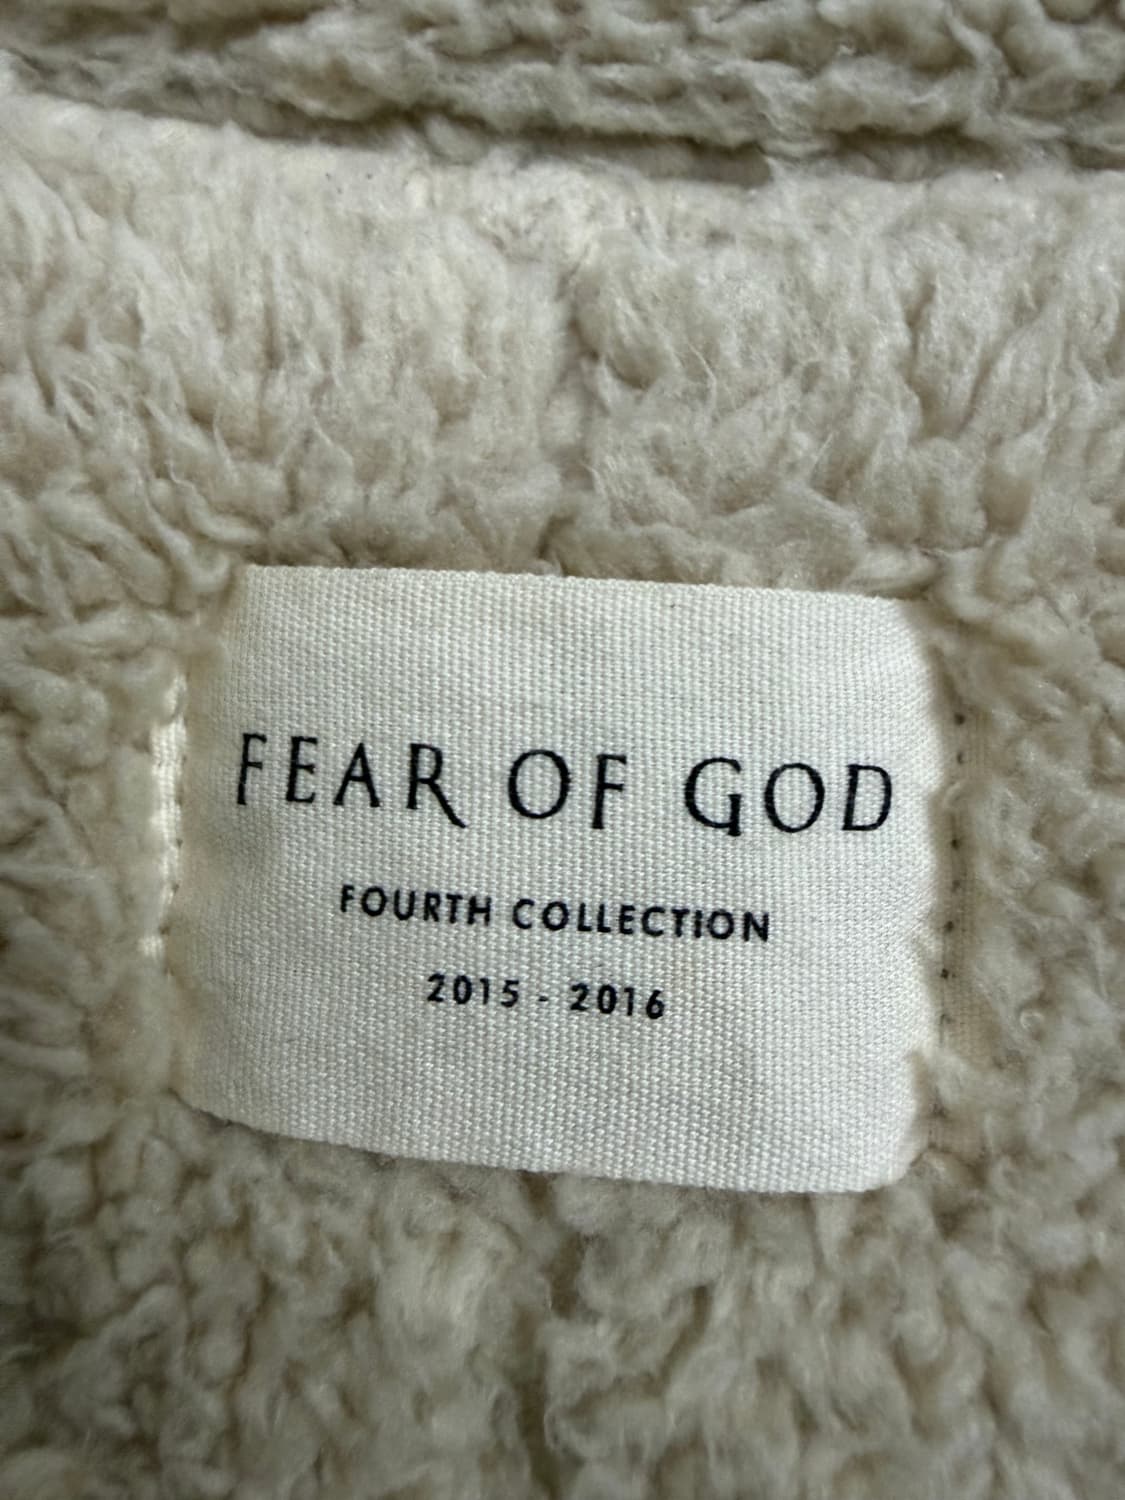 FEAR OF GOD
FOURTH COLLECTION
2015 - 2016